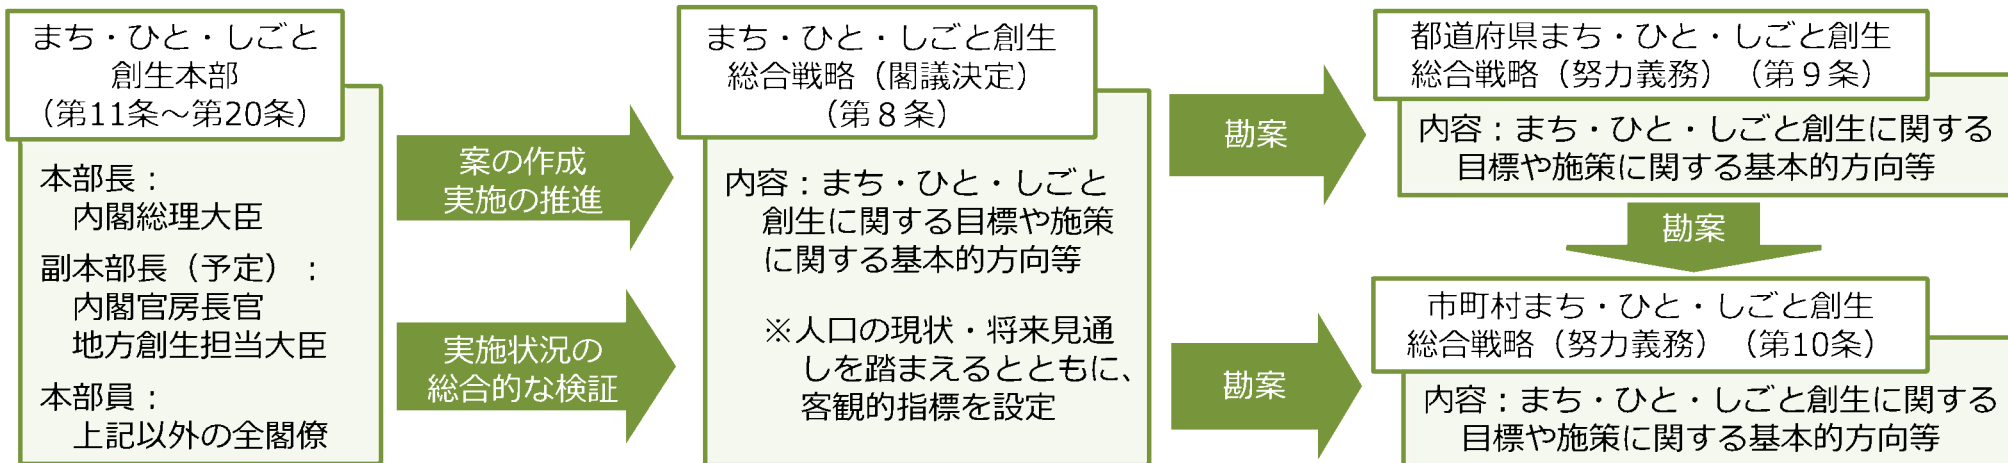 まち・ひと・しごと
創生本部
（第11条～第20条）
本部長：
内閣総理大臣
副本部長（予定）：
内閣官房長官
地方創生担当大臣
本部員：
上記以外の全閣僚
案の作成
実施の推進
実施状況の
総合的な検証
まち・ひと・しごと創生
総合戦略（閣議決定）
（第８条）
内容：まち・ひと・しごと
創生に関する目標や施策
に関する基本的方向等
※人口の現状・将来見通
しを踏まえるとともに、
客観的指標を設定
勘案
勘案
都道府県まち・ひと・しごと創生
総合戦略（努力義務）（第９条）
内容：まち・ひと・しごと創生に関する
目標や施策に関する基本的方向等
勘案
市町村まち・ひと・しごと創生
総合戦略（努力義務）（第10条）
内容：まち・ひと・しごと創生に関する
目標や施策に関する基本的方向等